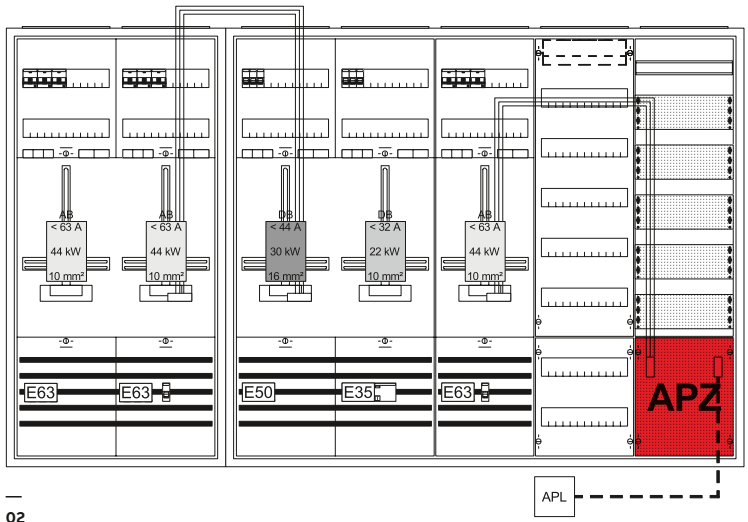 AB
< 63 A
44 kW
10 mm²
AB
< 63 A
44 kW
10 mm²
DB
< 44 A
30 kW
16 mm²
DB
< 32 A
22 kW
10 mm²
AB
< 63 A
44 kW
10 mm²
E63
E63
E50
E35
E63
APZ
APL
—
02